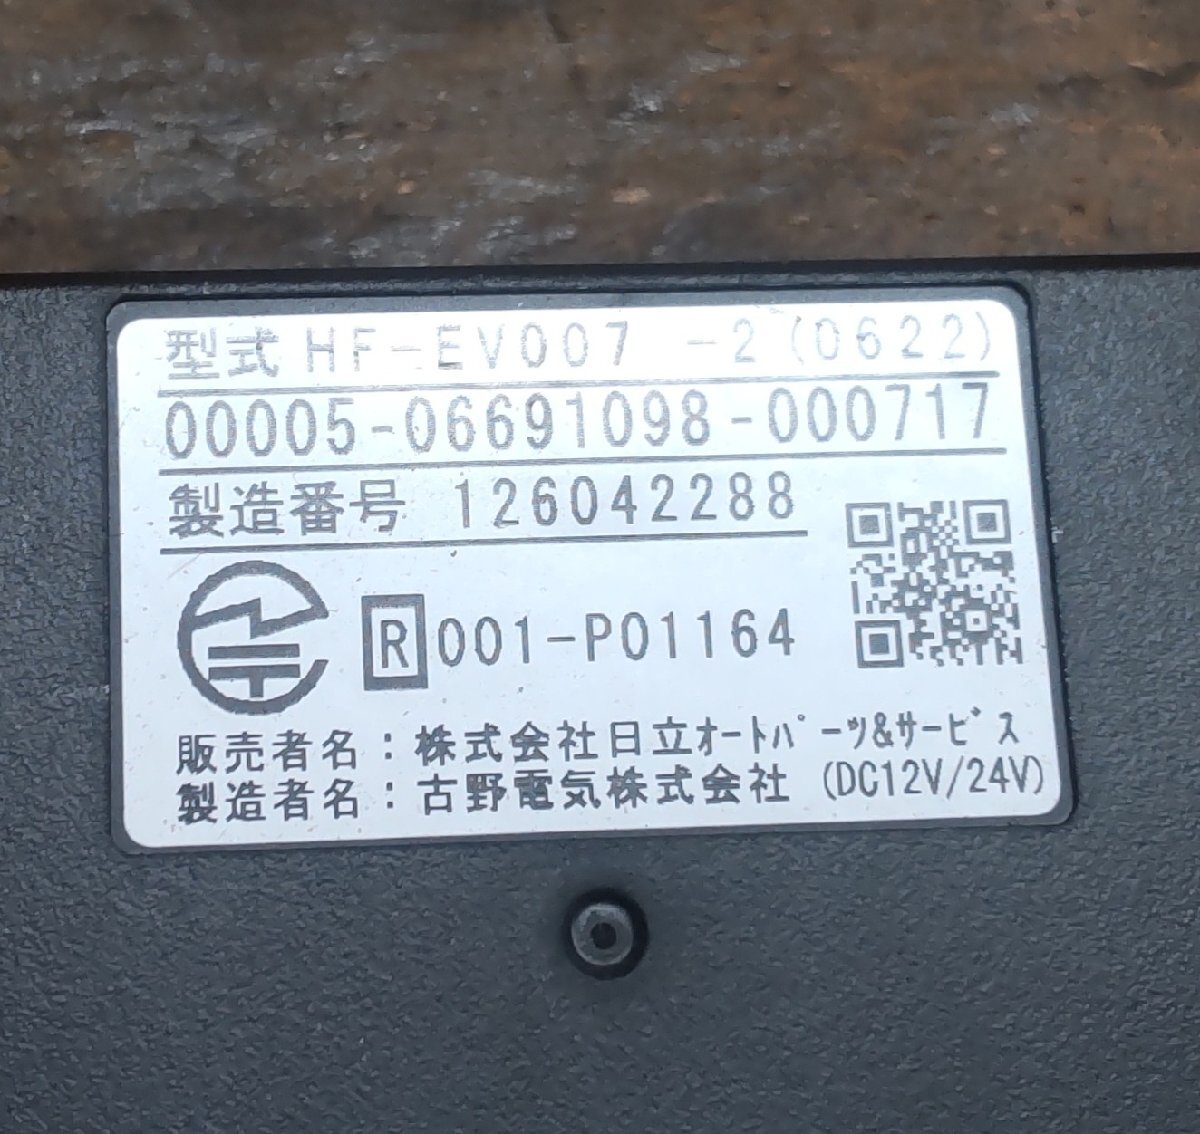 型式 HF-EV007 -2(0622)
00005-06691098-000717
製造番号 126042288
R 001-P01164
販売者名：株式会社日立ｵｰﾄﾊﾟｰﾂ&ｻｰﾋﾞｽ
製造者名：古野電気株式会社 (DC12V/24V)